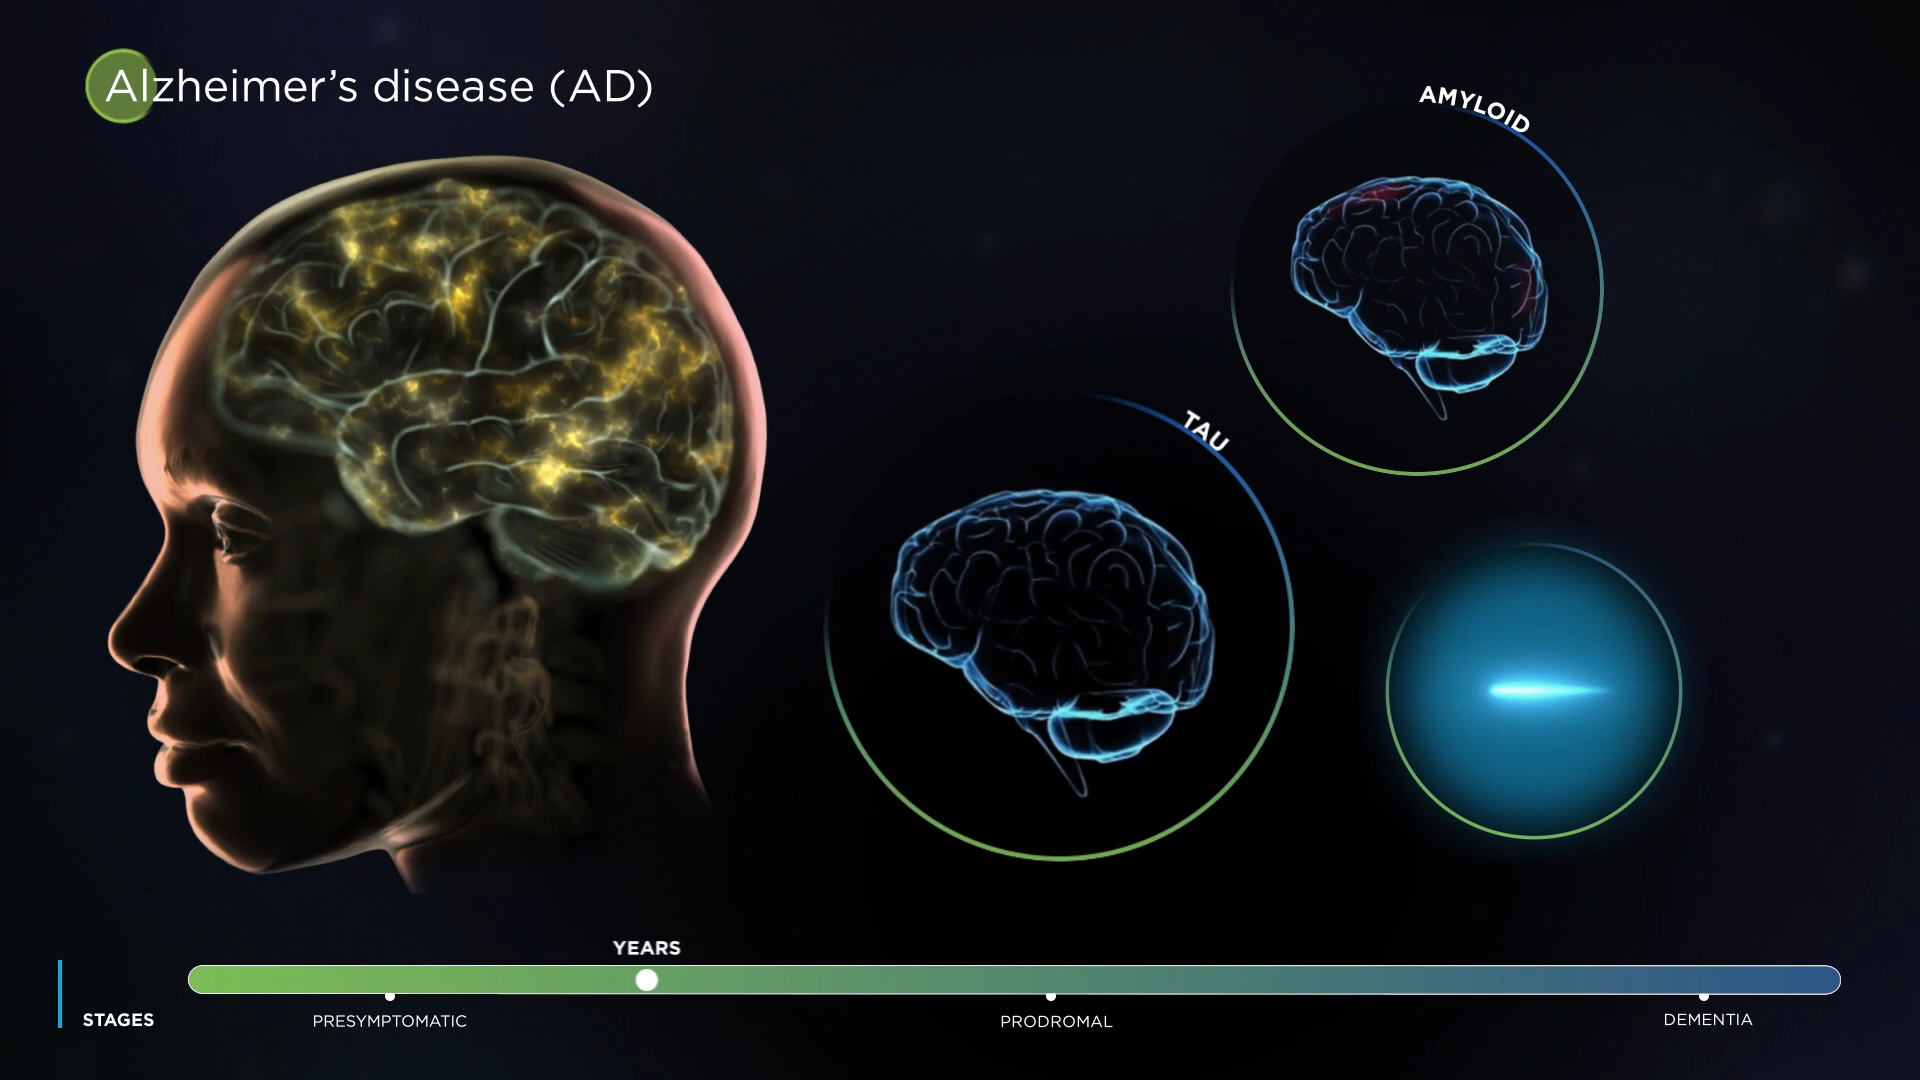 Alzheimer’s disease (AD)
AMYLOID
TAU
YEARS
STAGES
PRESYMPTOMATIC
PRODROMAL
DEMENTIA